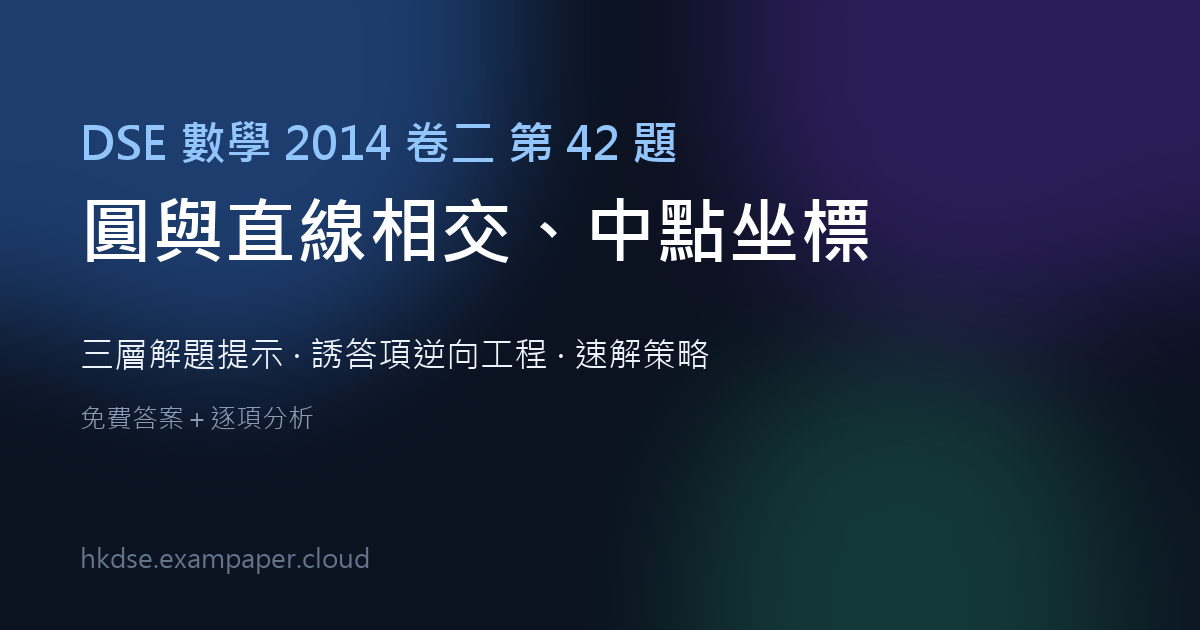 DSE 數學 2014 卷二 第 42 題
圓與直線相交、中點坐標
三層解題提示 · 誘答項逆向工程 · 速解策略
免費答案 + 逐項分析
hkdse.exampaper.cloud